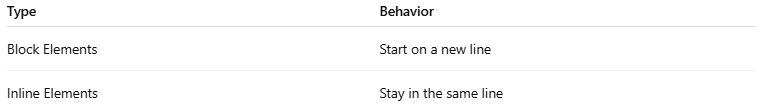 Type Behavior
Block Elements Start on a new line
Inline Elements Stay in the same line